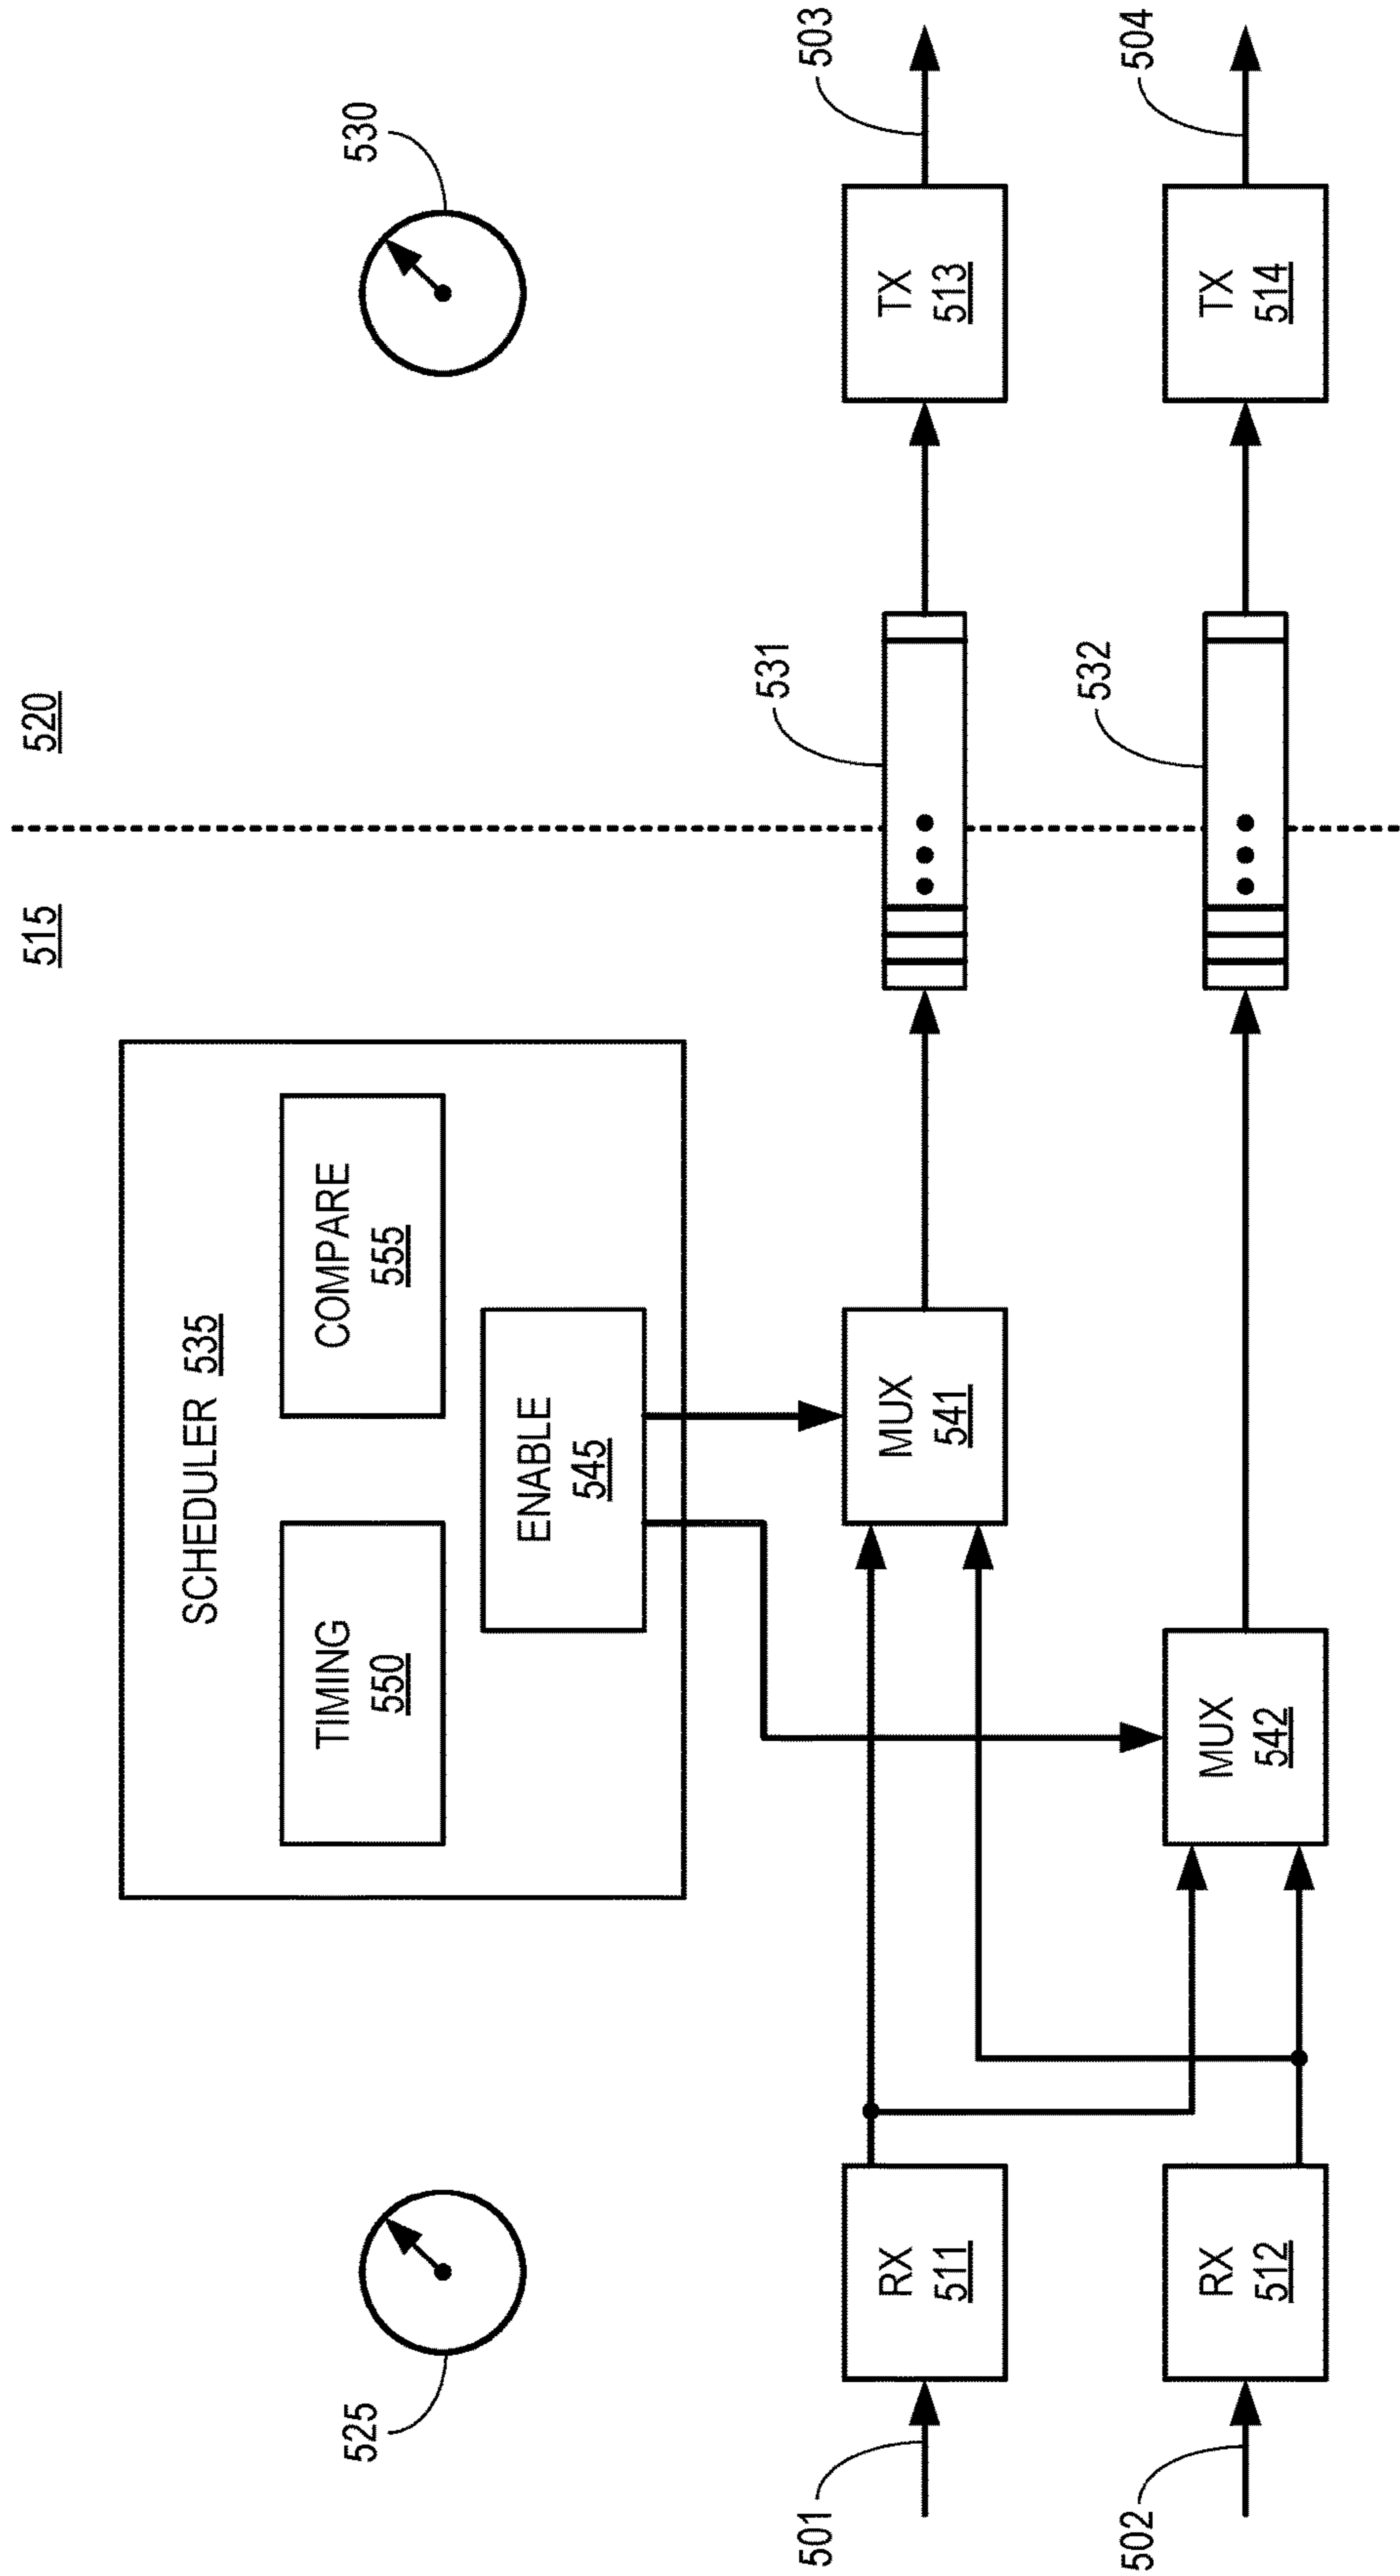 515
520
SCHEDULER 535
525
530
TIMING
550
COMPARE
555
ENABLE
545
501
RX
511
MUX
541
531
TX
513
503
502
RX
512
MUX
542
532
TX
514
504